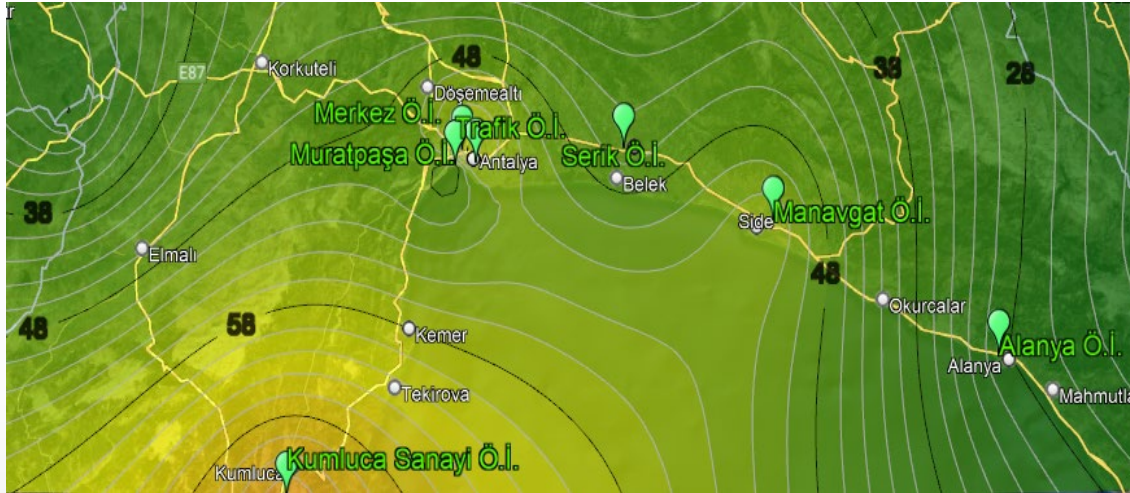 r
48
38
28
E87
Korkuteli
Döşemealtı
Merkez Ö.İ.
Trafik Ö.İ.
Muratpaşa Ö.İ.
Antalya
Serik Ö.İ.
Belek
38
Side
Manavgat Ö.İ.
Elmalı
48
Okurcalar
48
58
Kemer
Alanya Ö.İ.
Alanya
Tekirova
Mahmutla
Kumluca
Kumluca Sanayi Ö.İ.